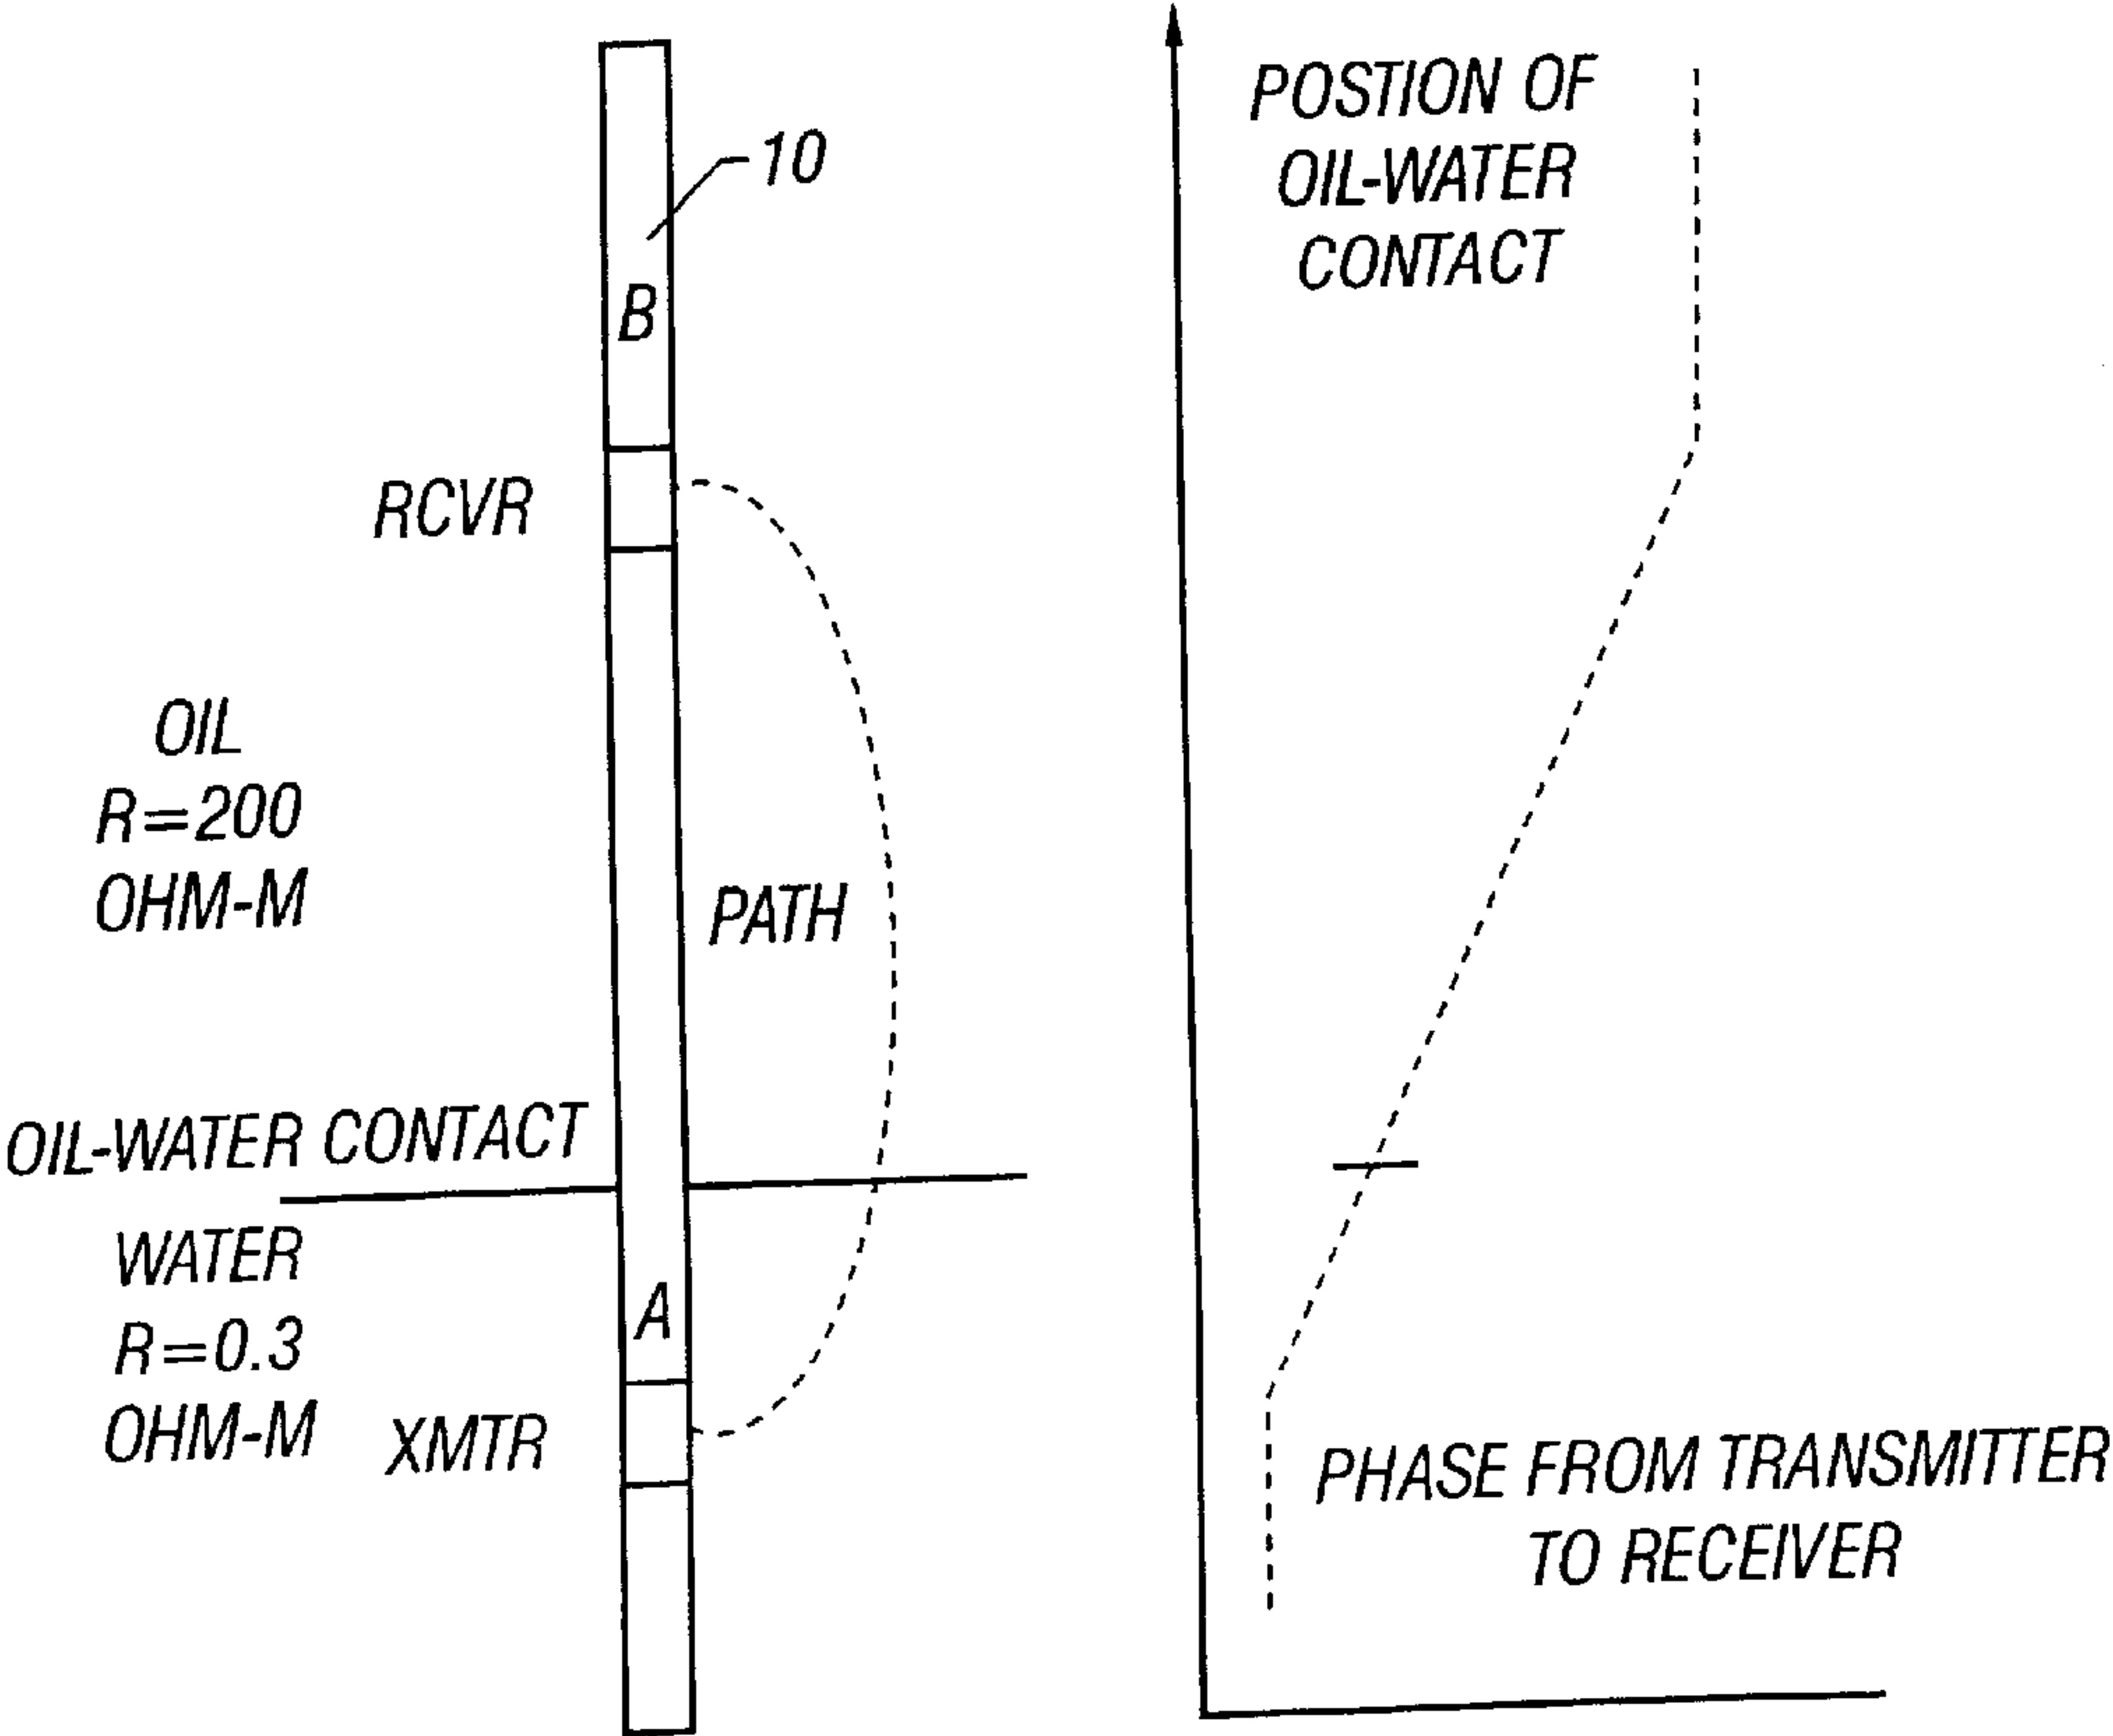 10
B
RCVR
OIL
R=200
OHM-M
PATH
OIL-WATER CONTACT
WATER
R=0.3
OHM-M
A
XMTR
POSTION OF
OIL-WATER
CONTACT
PHASE FROM TRANSMITTER
TO RECEIVER